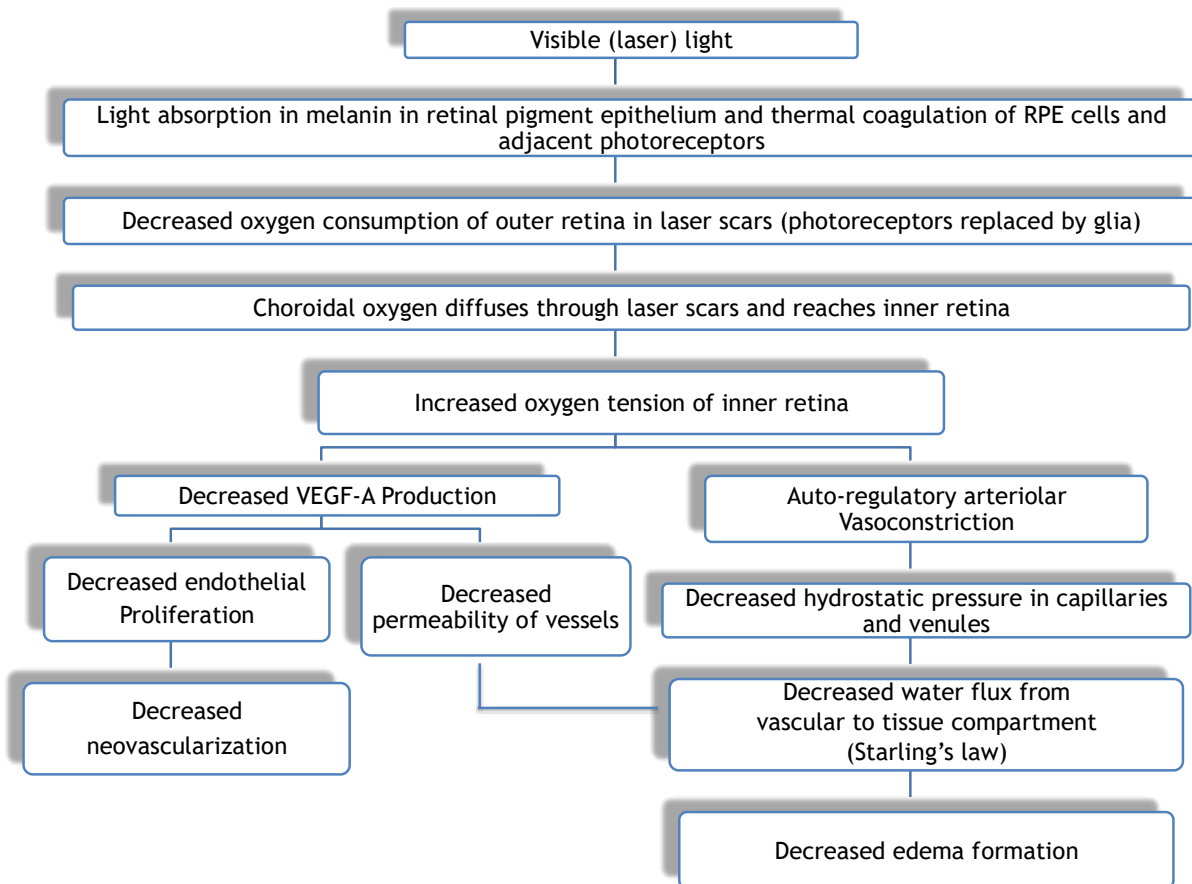 Visible (laser) light
Light absorption in melanin in retinal pigment epithelium and thermal coagulation of RPE cells and
adjacent photoreceptors
Decreased oxygen consumption of outer retina in laser scars (photoreceptors replaced by glia)
Choroidal oxygen diffuses through laser scars and reaches inner retina
Increased oxygen tension of inner retina
Decreased VEGF-A Production
Auto-regulatory arteriolar
Vasoconstriction
Decreased endothelial
Proliferation
Decreased
permeability of vessels
Decreased hydrostatic pressure in capillaries
and venules
Decreased
neovascularization
Decreased water flux from
vascular to tissue compartment
(Starling’s law)
Decreased edema formation